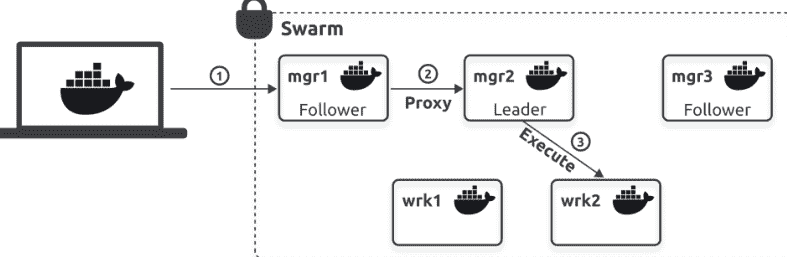 Swarm
①
mgr1
Follower
②
Proxy
mgr2
Leader
mgr3
Follower
③
Execute
wrk1
wrk2